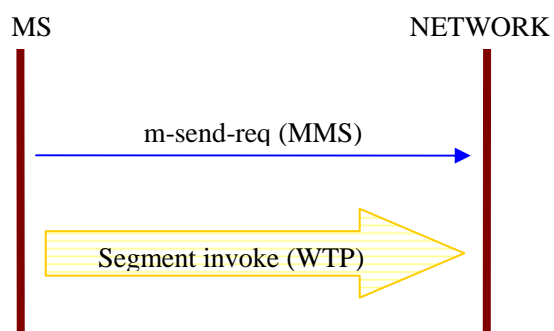 MS NETWORK
m-send-req (MMS)
Segment invoke (WTP)